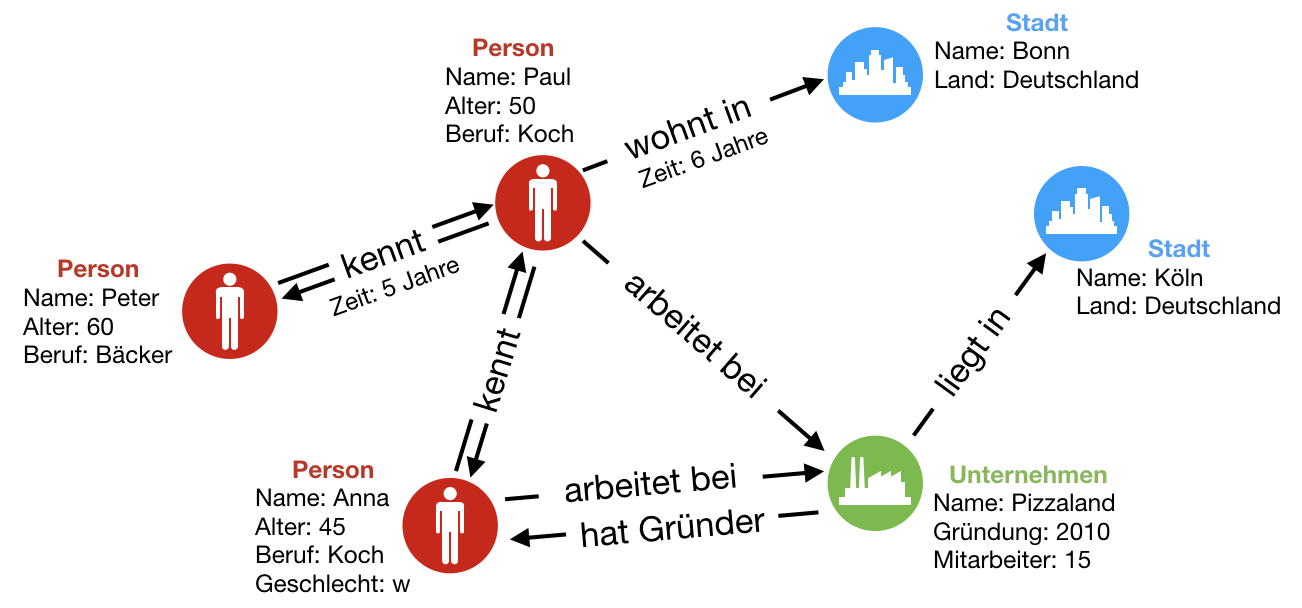 Stadt
Name: Bonn
Land: Deutschland
Person
Name: Paul
Alter: 50
Beruf: Koch
wohnt in
Zeit: 6 Jahre
Stadt
Name: Köln
Land: Deutschland
kennt
Zeit: 5 Jahre
Person
Name: Peter
Alter: 60
Beruf: Bäcker
arbeitet bei
liegt in
kennt
Person
Name: Anna
Alter: 45
Beruf: Koch
Geschlecht: w
arbeitet bei
hat Gründer
Unternehmen
Name: Pizzaland
Gründung: 2010
Mitarbeiter: 15